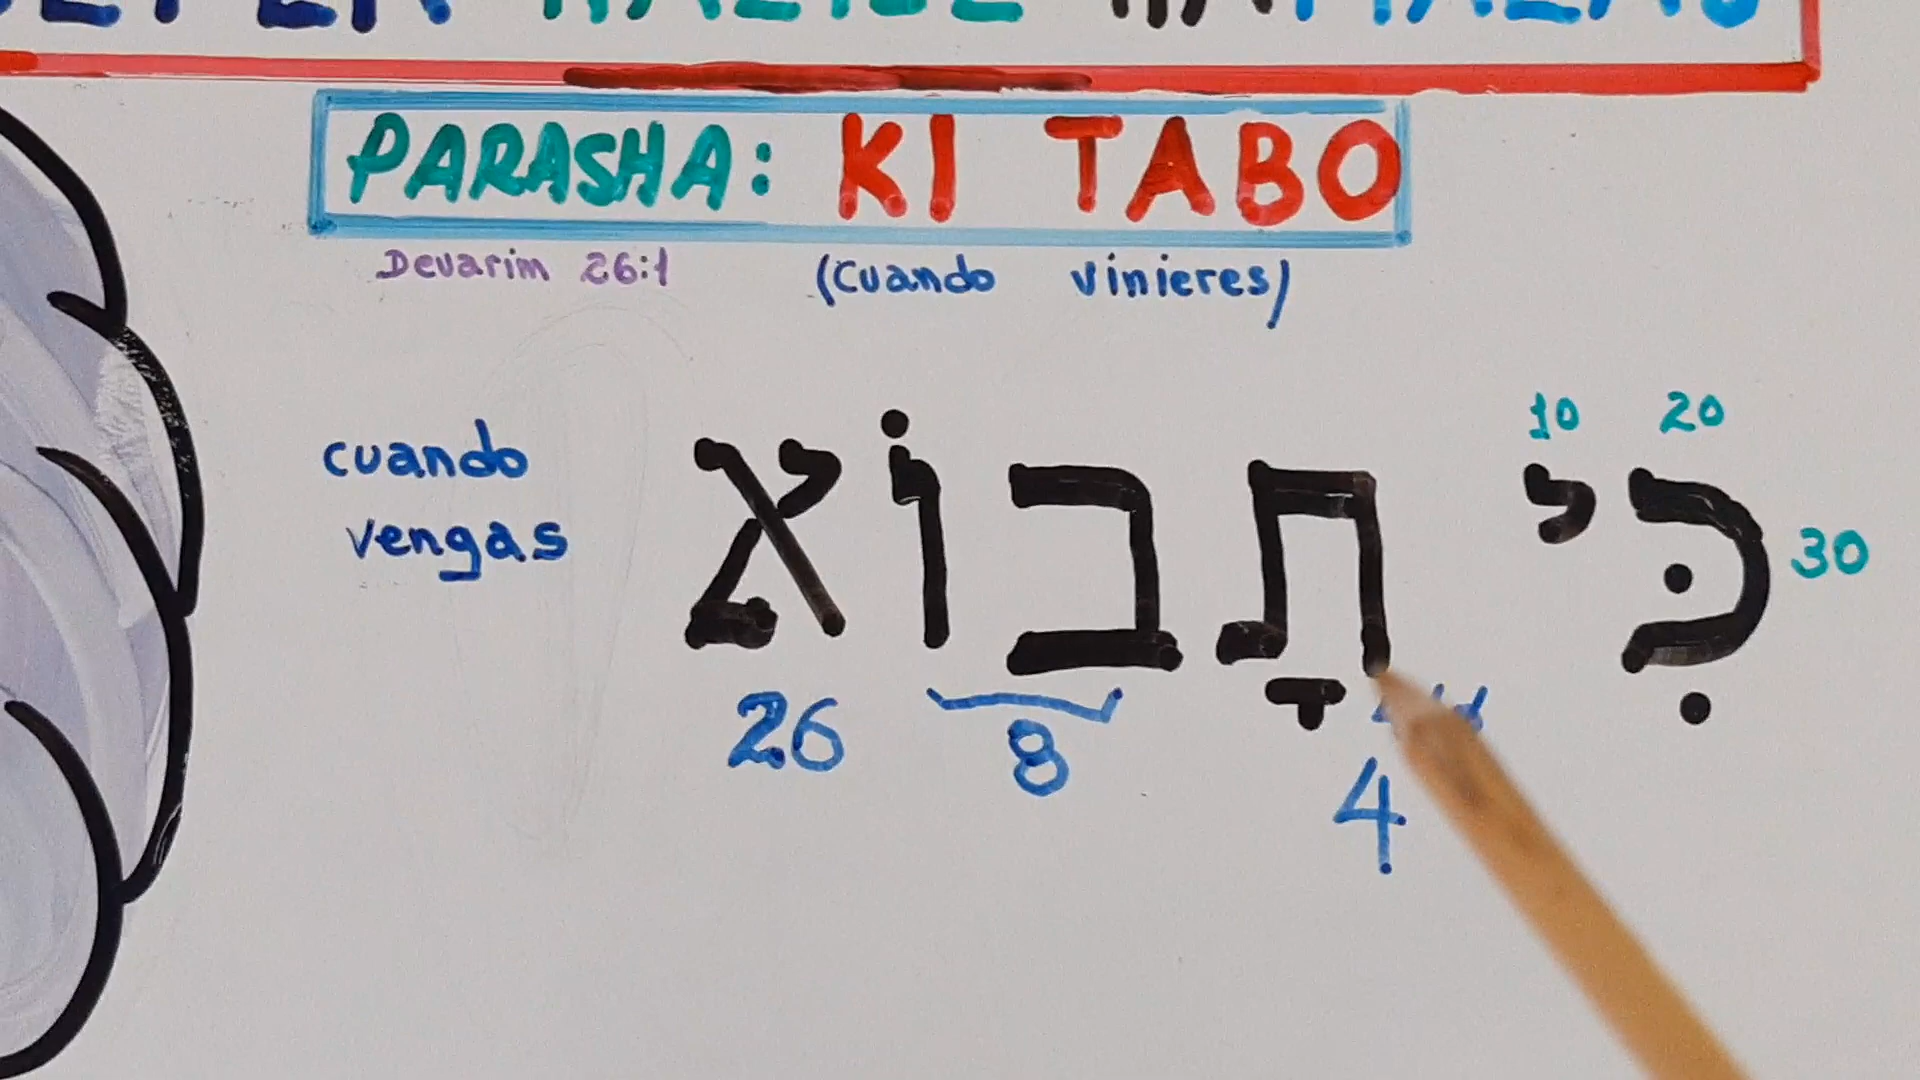 PARASHA: KI TABO
Devarim 26:1 (Cuando vinieres)
10 20
cuando
vengas
כִּי תָבוֹא
30
26 8
4